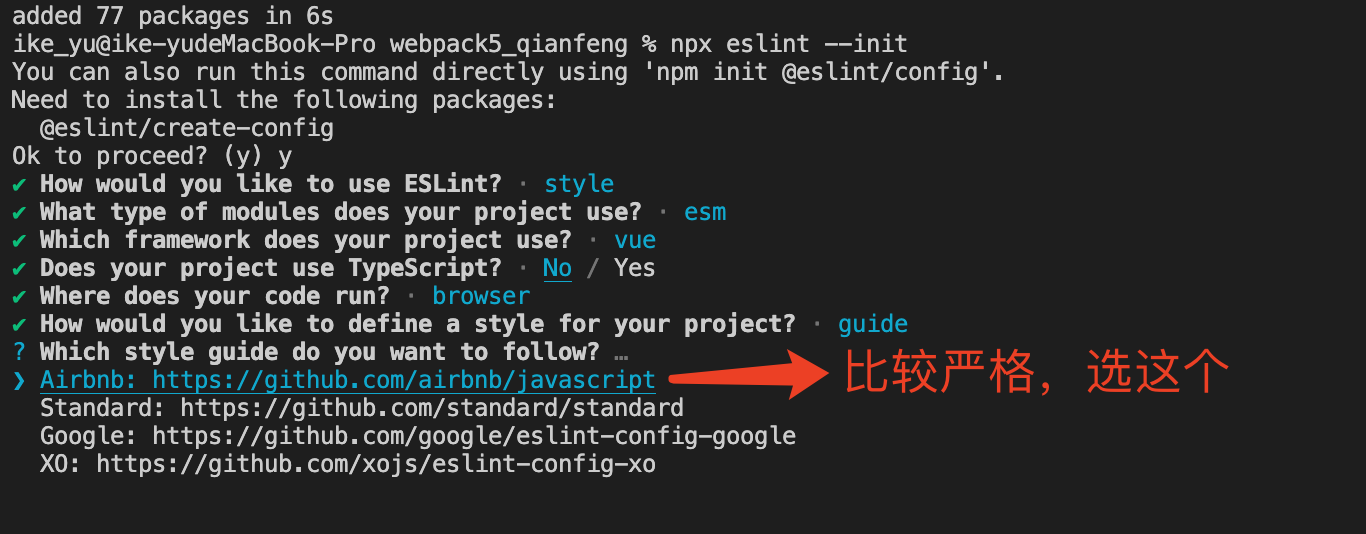 added 77 packages in 6s
ike_yu@ike-yudeMacBook-Pro webpack5_qianfeng % npx eslint --init
You can also run this command directly using 'npm init @eslint/config'.
Need to install the following packages:
  @eslint/create-config
Ok to proceed? (y) y
✔ How would you like to use ESLint? · style
✔ What type of modules does your project use? · esm
✔ Which framework does your project use? · vue
✔ Does your project use TypeScript? · No / Yes
✔ Where does your code run? · browser
✔ How would you like to define a style for your project? · guide
? Which style guide do you want to follow? …
❯ Airbnb: https://github.com/airbnb/javascript 比较严格，选这个
  Standard: https://github.com/standard/standard
  Google: https://github.com/google/eslint-config-google
  XO: https://github.com/xojs/eslint-config-xo